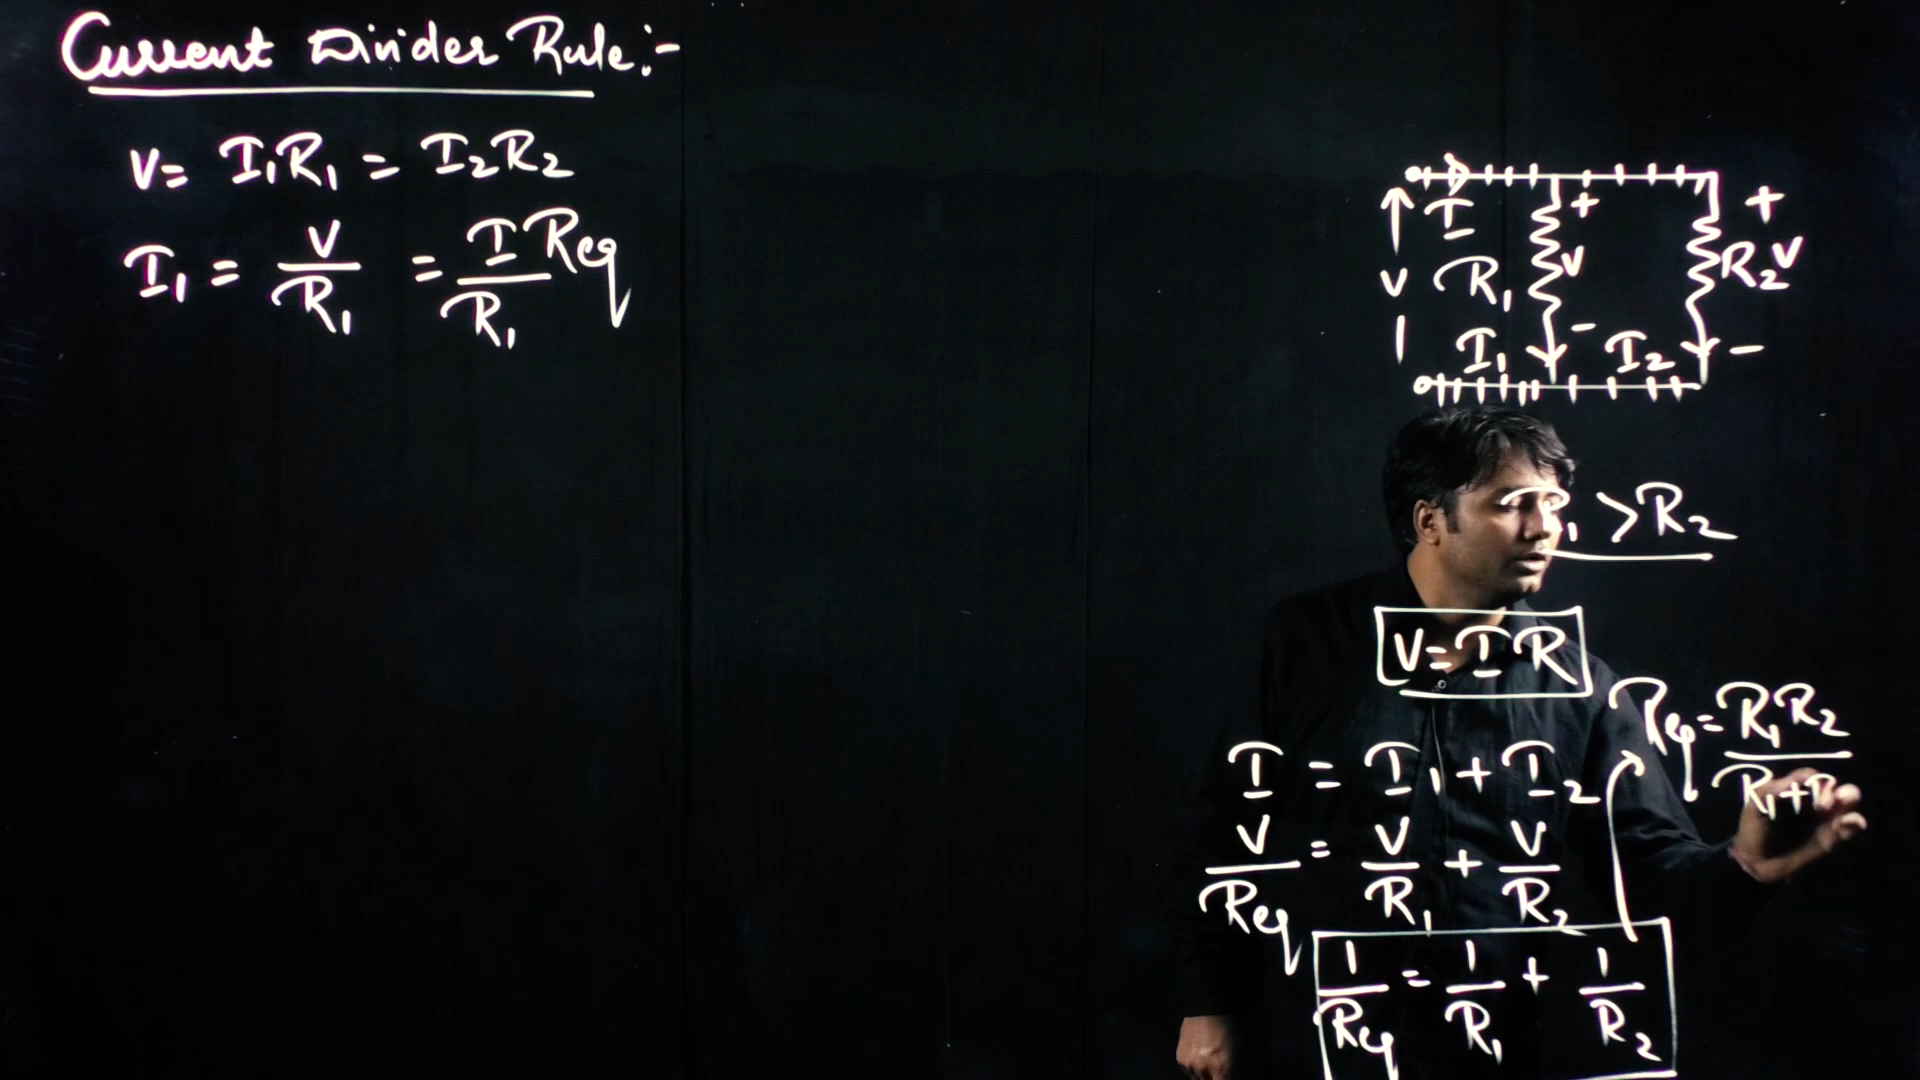 Current Divider Rule:-
V = I₁R₁ = I₂R₂
I₁ = V/R₁ = I Req/R₁
I + +
V R₁ V R₂ V
I₁ - I₂ -
₁ > R₂
V = I R
Req = R₁R₂/R₁+R
I = I₁ + I₂
V/Req = V/R₁ + V/R₂
1/Req = 1/R₁ + 1/R₂